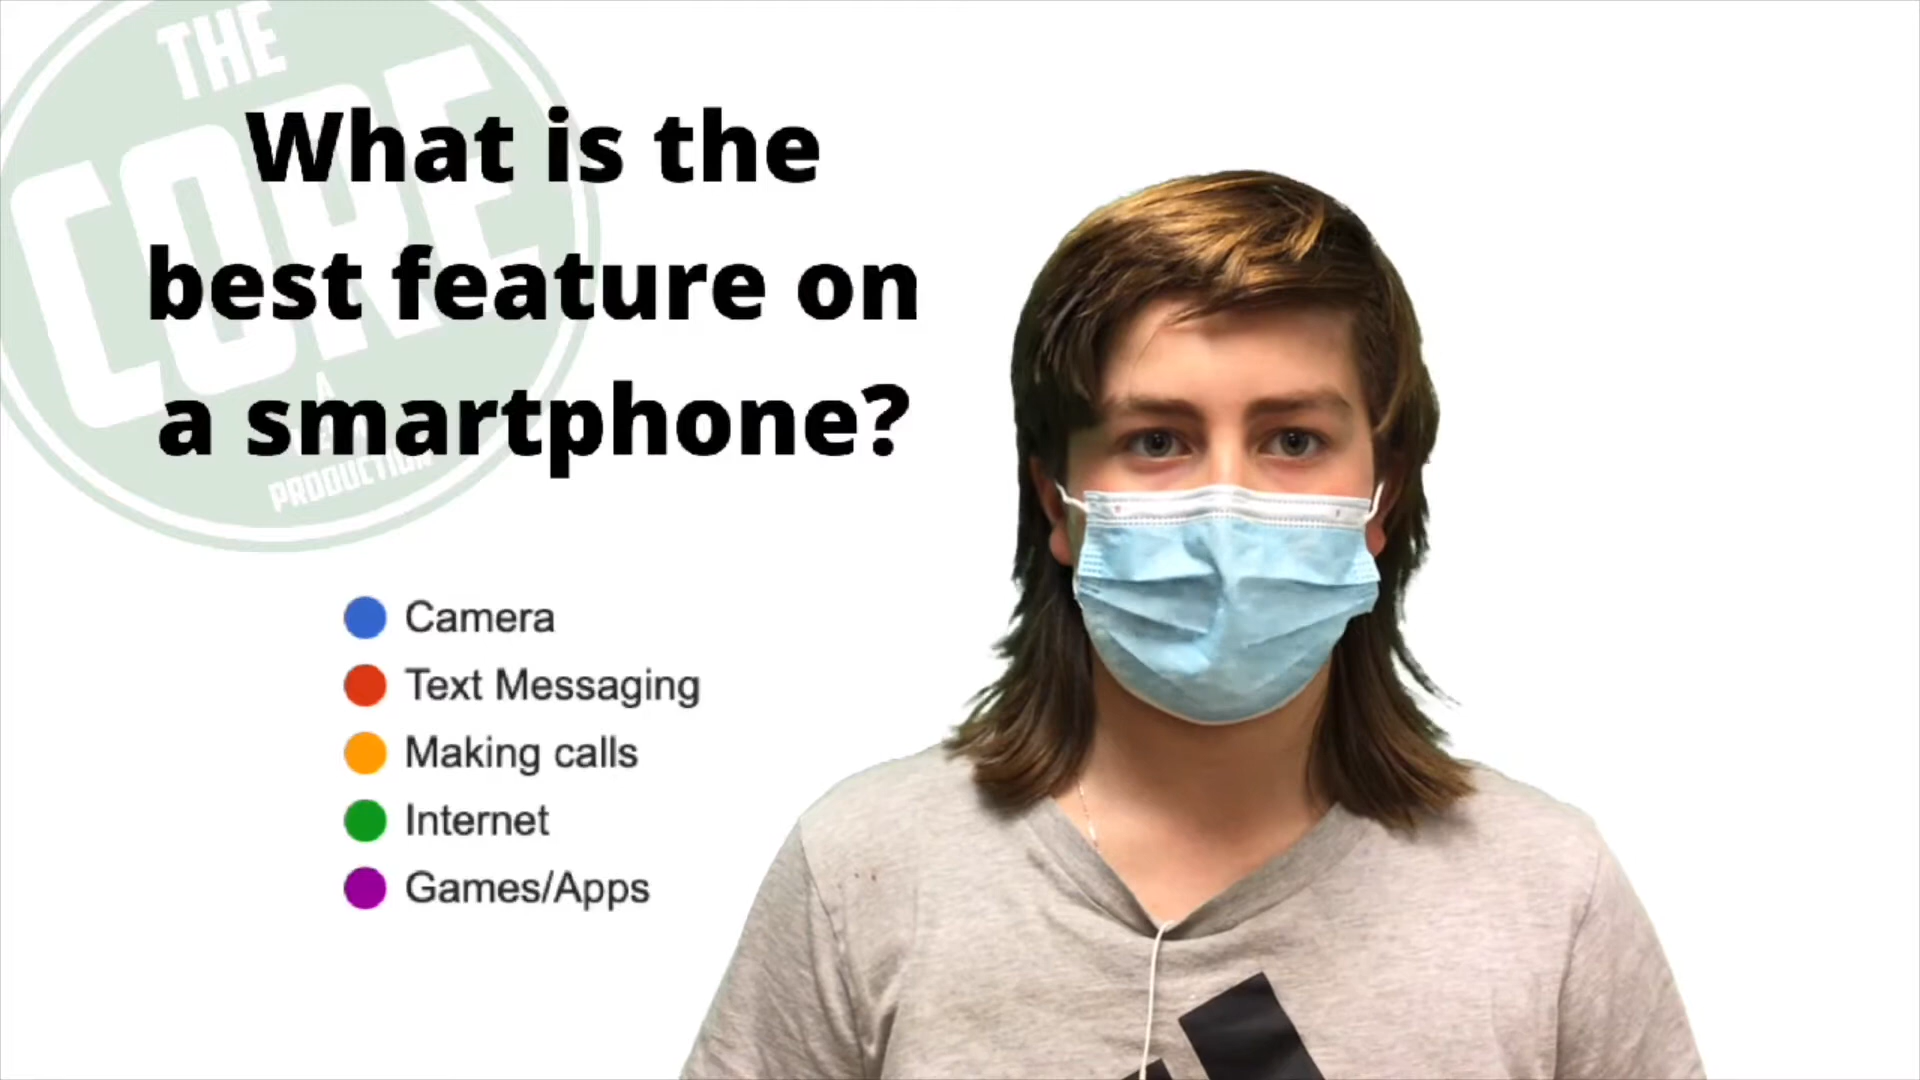 THE
CORE
A
PRODUCTION
What is the
best feature on
a smartphone?
Camera
Text Messaging
Making calls
Internet
Games/Apps